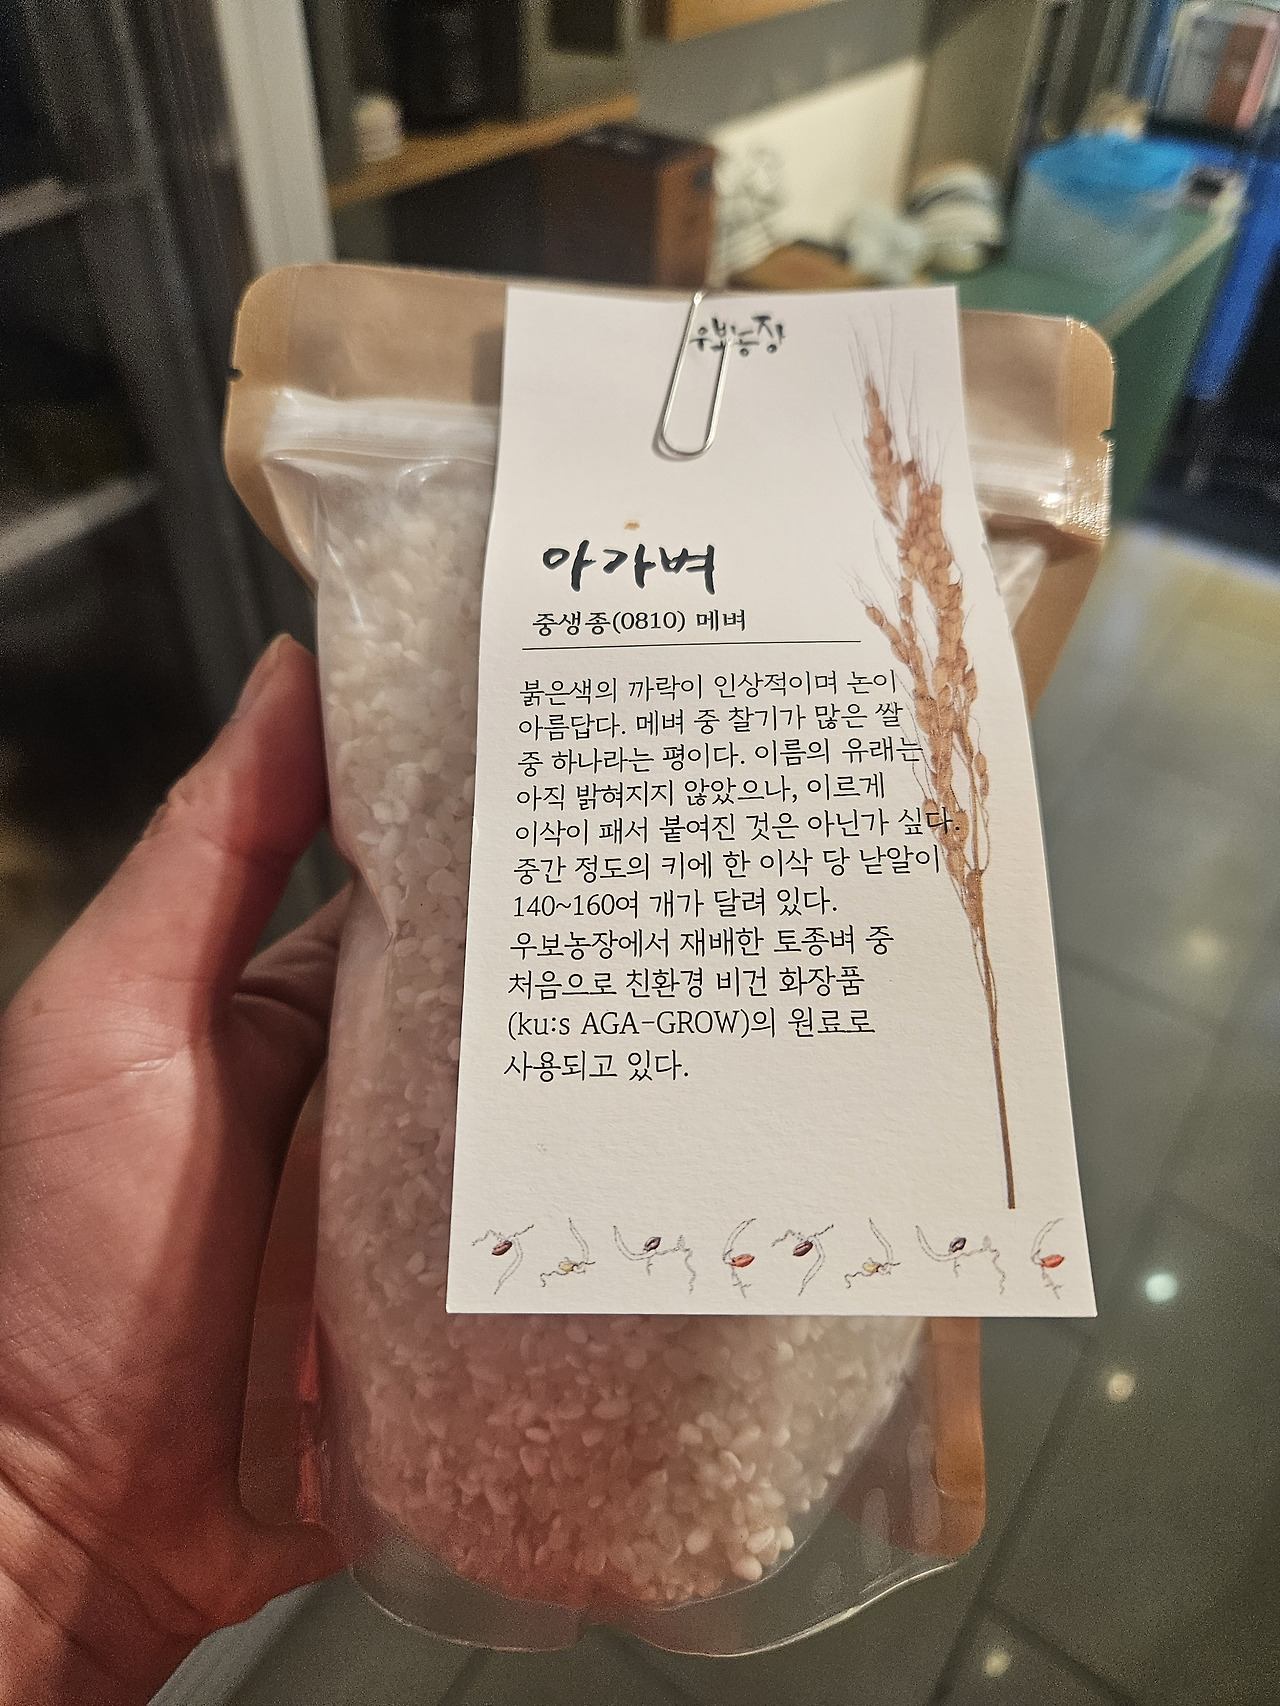 우보농장
아가벼
중생종(0810) 메벼
붉은색의 까락이 인상적이며 논이
아름답다. 메벼 중 찰기가 많은 쌀
중 하나라는 평이다. 이름의 유래는
아직 밝혀지지 않았으나, 이르게
이삭이 패서 붙여진 것은 아닌가 싶다.
중간 정도의 키에 한 이삭 당 낟알이
140~160여 개가 달려 있다.
우보농장에서 재배한 토종벼 중
처음으로 친환경 비건 화장품
(ku:s AGA-GROW)의 원료로
사용되고 있다.